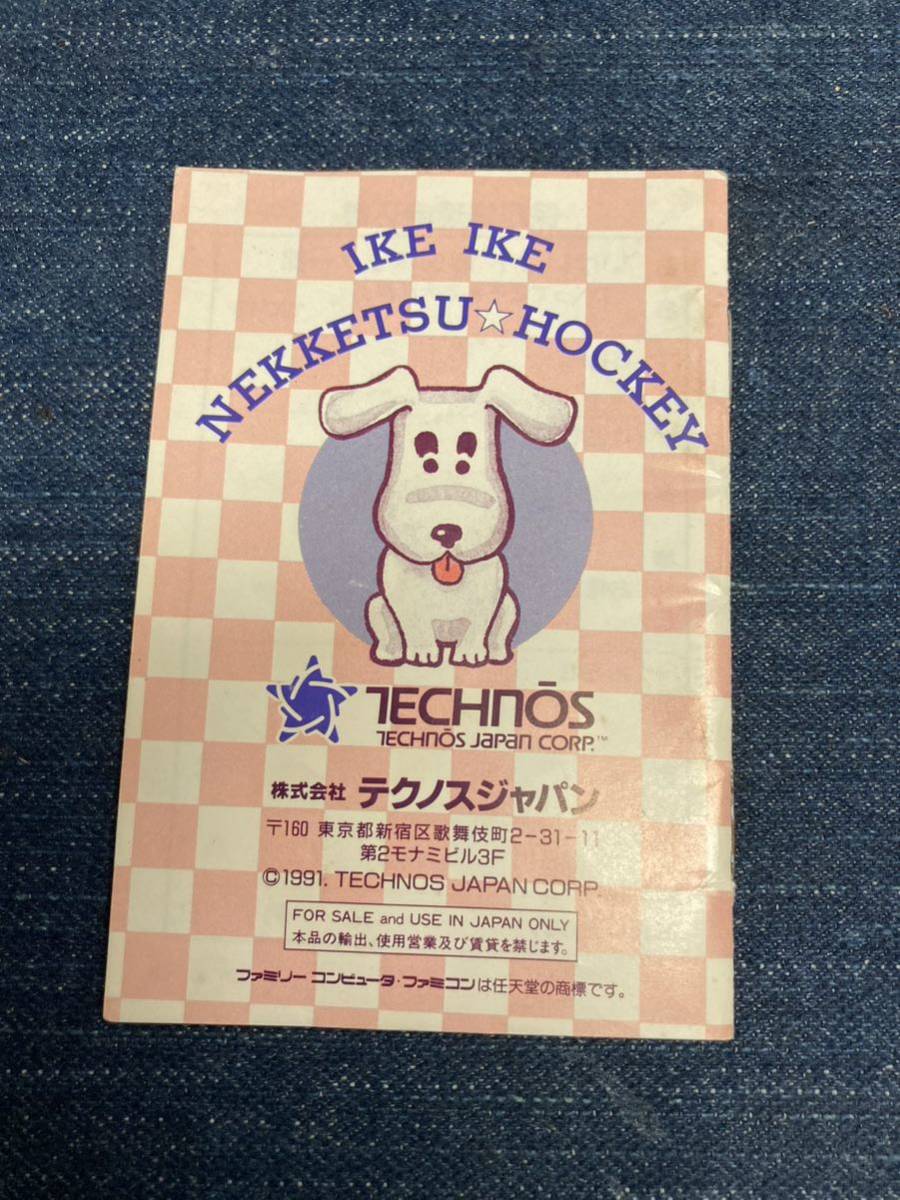 IKE IKE
NEKKETSU☆HOCKEY
TECHNŌS
TECHNŌS JAPAN CORP.™
株式会社 テクノスジャパン
〒160 東京都新宿区歌舞伎町2-31-11
第2モナミビル3F
©1991. TECHNOS JAPAN CORP.
FOR SALE and USE IN JAPAN ONLY
本品の輸出、使用営業及び賃貸を禁じます。
ファミリー コンピュータ・ファミコンは任天堂の商標です。